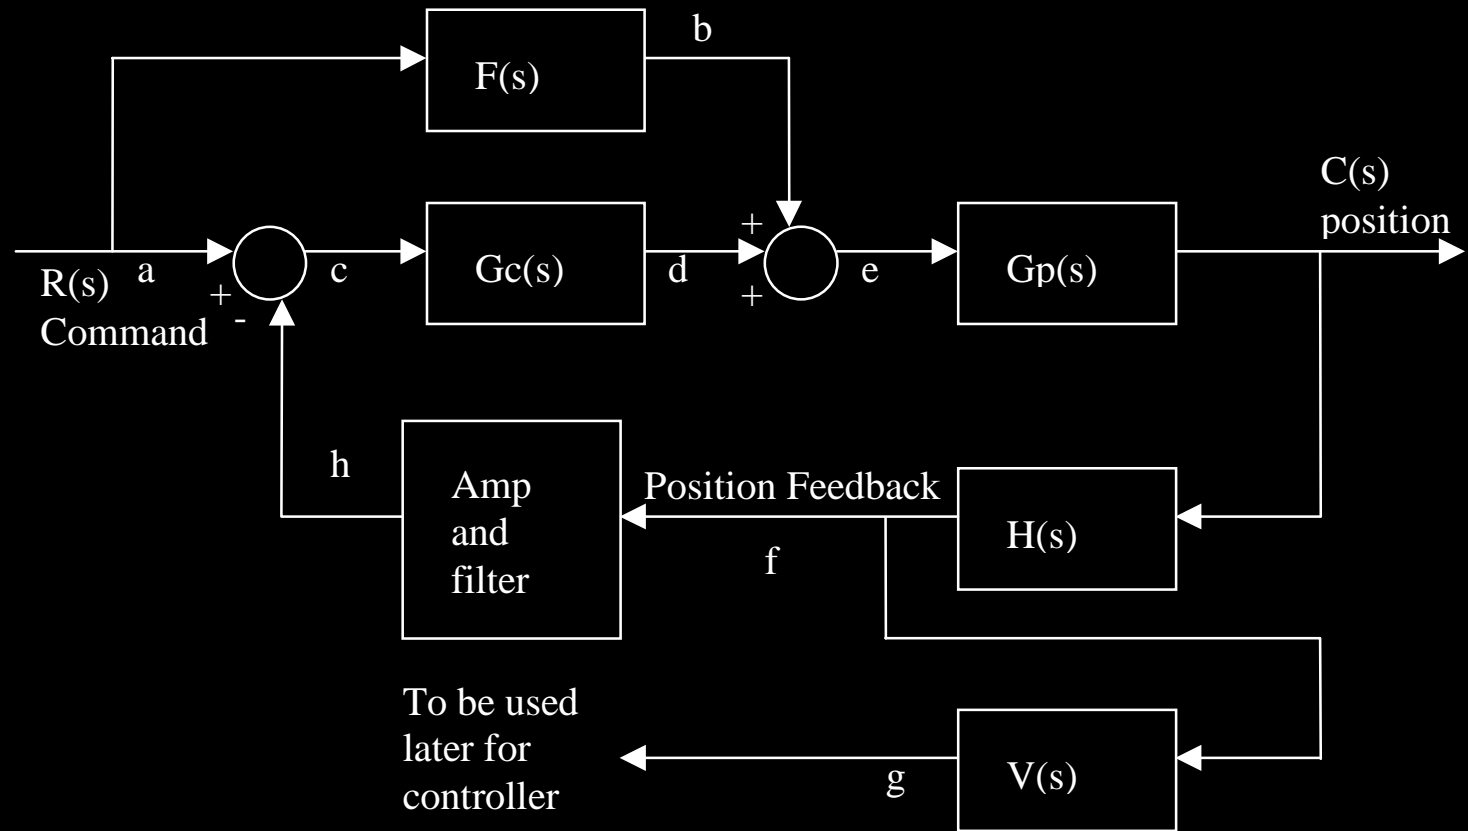 b
F(s)
C(s)
position
+
R(s)
Command
a
+
-
c
Gc(s)
d
+
e
Gp(s)
h
Amp
and
filter
Position Feedback
f
H(s)
To be used
later for
controller
g
V(s)